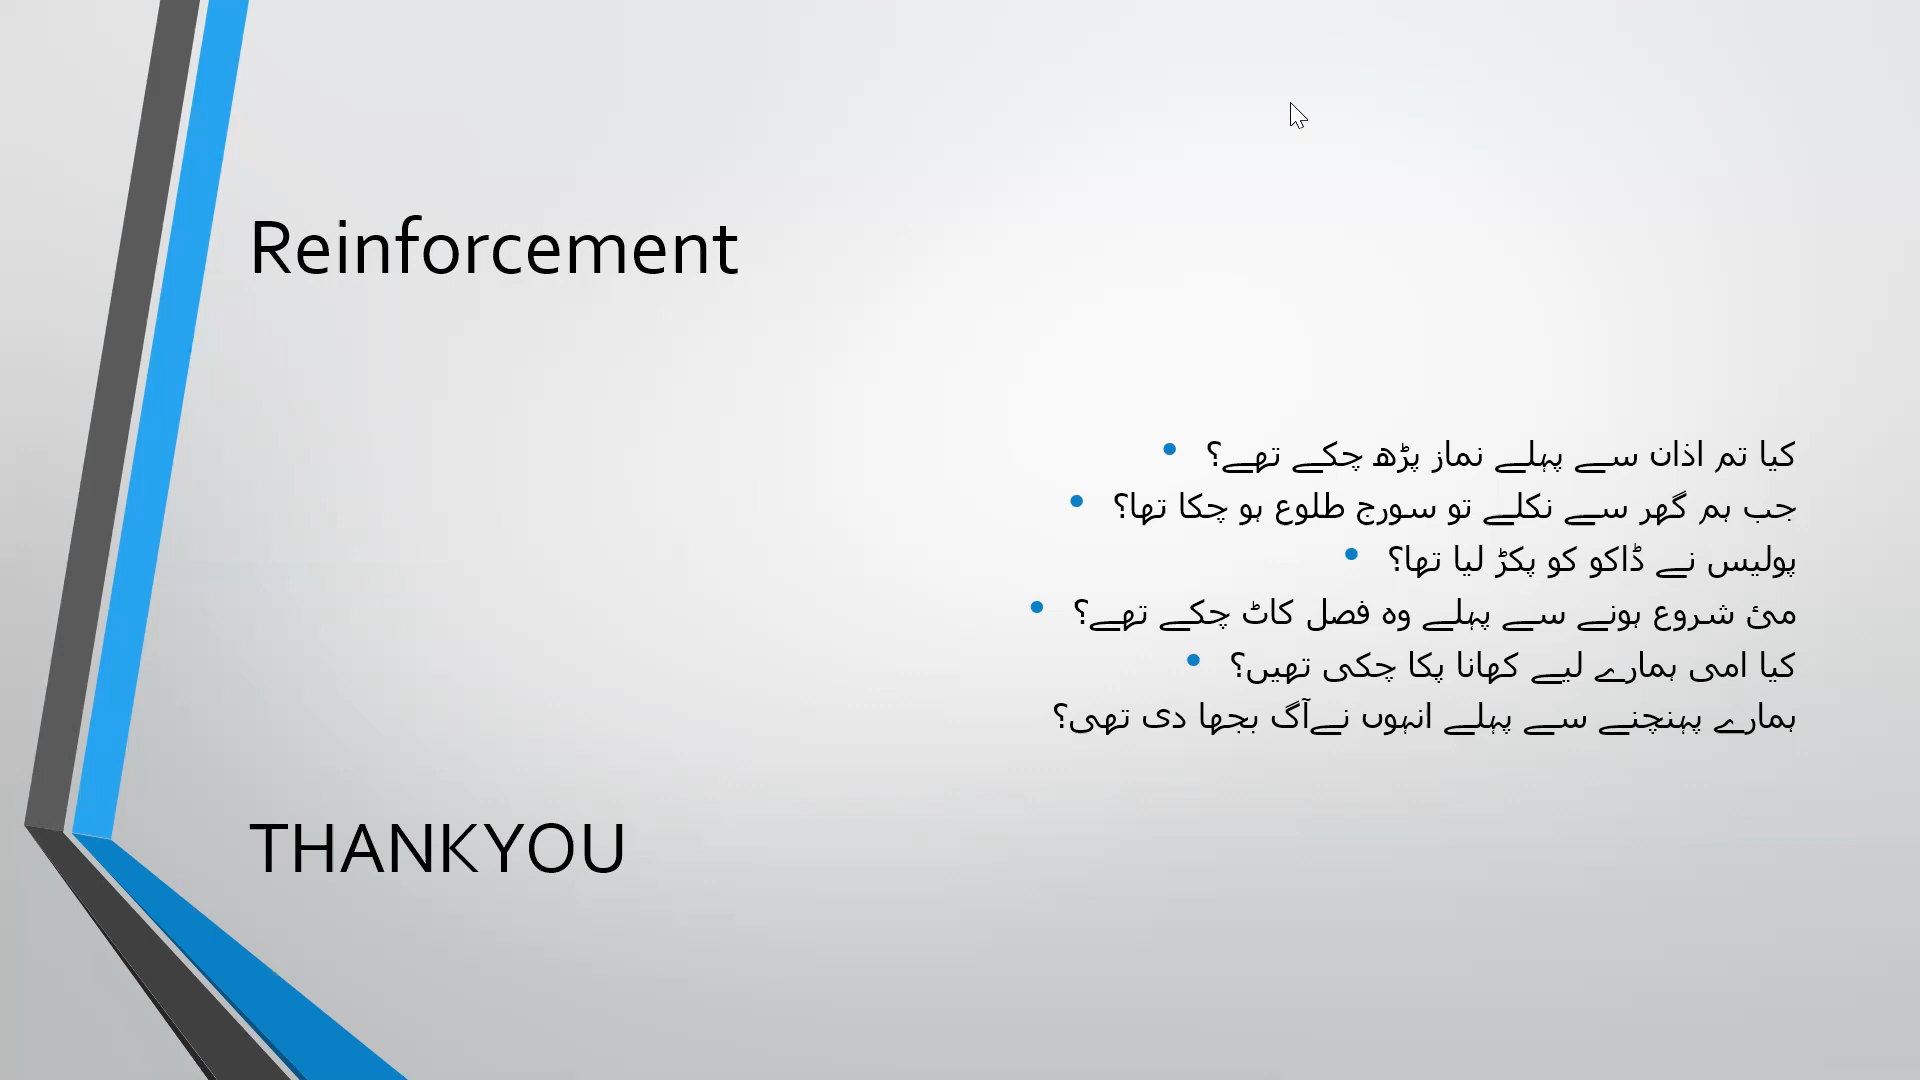 Reinforcement
کیا تم اذان سے پہلے نماز پڑھ چکے تھے؟
جب ہم گھر سے نکلے تو سورج طلوع ہو چکا تھا؟
پولیس نے ڈاکو کو پکڑ لیا تھا؟
مئ شروع ہونے سے پہلے وہ فصل کاٹ چکے تھے؟
کیا امی ہمارے لیے کھانا پکا چکی تھیں؟
ہمارے پہنچنے سے پہلے انہوں نےآگ بجھا دی تھی؟
THANKYOU